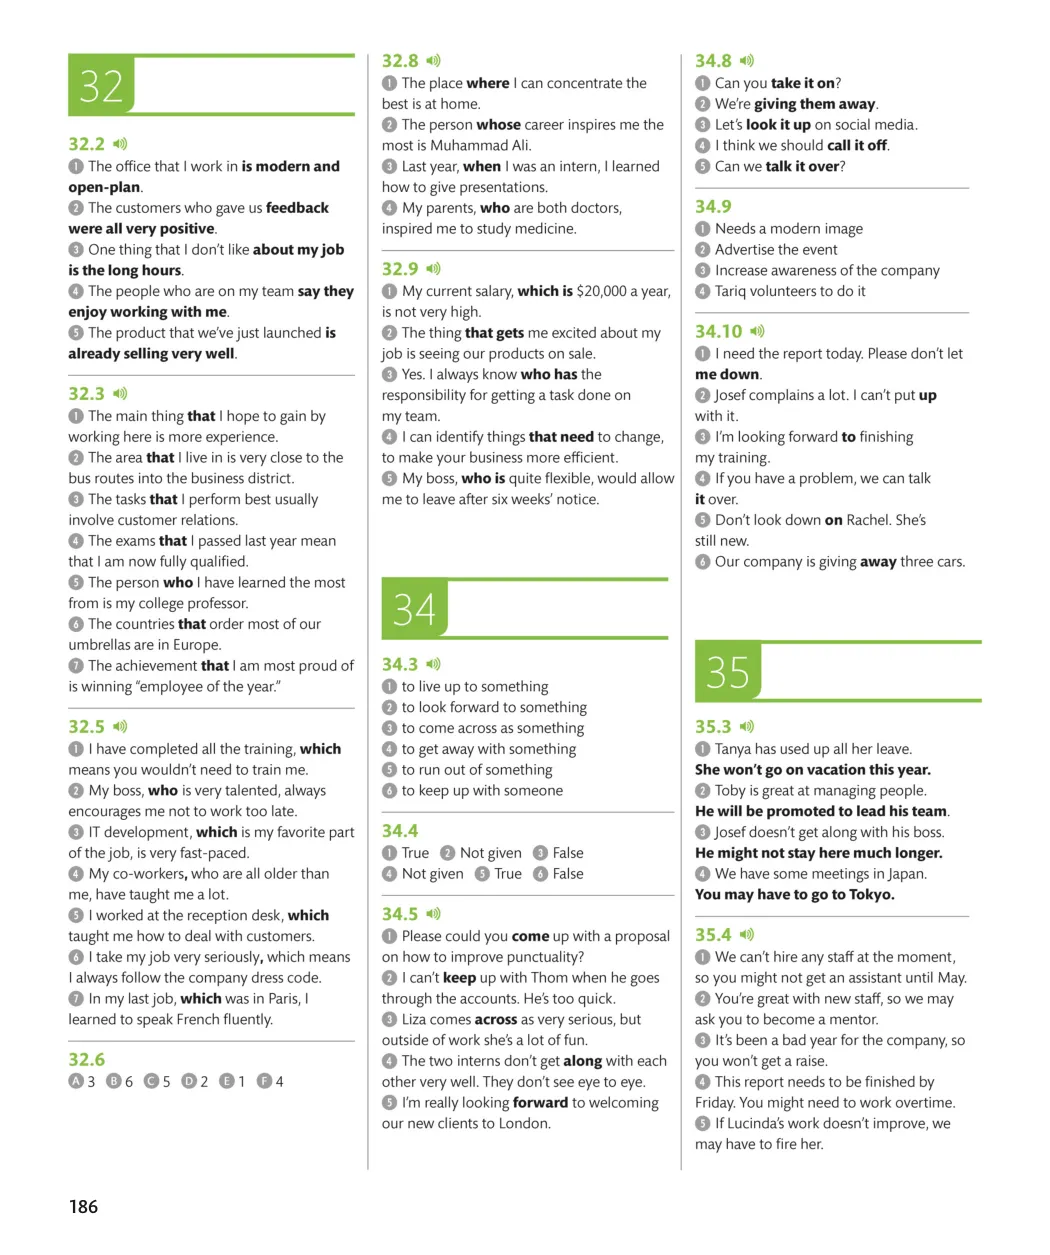 32
32.2
1 The office that I work in is modern and
open-plan.
2 The customers who gave us feedback
were all very positive.
3 One thing that I don't like about my job
is the long hours.
4 The people who are on my team say they
enjoy working with me.
5 The product that we've just launched is
already selling very well.
32.3
1 The main thing that I hope to gain by
working here is more experience.
2 The area that I live in is very close to the
bus routes into the business district.
3 The tasks that I perform best usually
involve customer relations.
4 The exams that I passed last year mean
that I am now fully qualified.
5 The person who I have learned the most
from is my college professor.
6 The countries that order most of our
umbrellas are in Europe.
7 The achievement that I am most proud of
is winning “employee of the year.”
32.5
1 I have completed all the training, which
means you wouldn't need to train me.
2 My boss, who is very talented, always
encourages me not to work too late.
3 IT development, which is my favorite part
of the job, is very fast-paced.
4 My co-workers, who are all older than
me, have taught me a lot.
5 I worked at the reception desk, which
taught me how to deal with customers.
6 I take my job very seriously, which means
I always follow the company dress code.
7 In my last job, which was in Paris, I
learned to speak French fluently.
32.6
A 3 B 6 C 5 D 2 E 1 F 4
32.8
1 The place where I can concentrate the
best is at home.
2 The person whose career inspires me the
most is Muhammad Ali.
3 Last year, when I was an intern, I learned
how to give presentations.
4 My parents, who are both doctors,
inspired me to study medicine.
32.9
1 My current salary, which is $20,000 a year,
is not very high.
2 The thing that gets me excited about my
job is seeing our products on sale.
3 Yes. I always know who has the
responsibility for getting a task done on
my team.
4 I can identify things that need to change,
to make your business more efficient.
5 My boss, who is quite flexible, would allow
me to leave after six weeks' notice.
34
34.3
1 to live up to something
2 to look forward to something
3 to come across as something
4 to get away with something
5 to run out of something
6 to keep up with someone
34.4
1 True 2 Not given 3 False
4 Not given 5 True 6 False
34.5
1 Please could you come up with a proposal
on how to improve punctuality?
2 I can't keep up with Thom when he goes
through the accounts. He's too quick.
3 Liza comes across as very serious, but
outside of work she's a lot of fun.
4 The two interns don't get along with each
other very well. They don't see eye to eye.
5 I'm really looking forward to welcoming
our new clients to London.
34.8
1 Can you take it on?
2 We're giving them away.
3 Let's look it up on social media.
4 I think we should call it off.
5 Can we talk it over?
34.9
1 Needs a modern image
2 Advertise the event
3 Increase awareness of the company
4 Tariq volunteers to do it
34.10
1 I need the report today. Please don't let
me down.
2 Josef complains a lot. I can't put up
with it.
3 I'm looking forward to finishing
my training.
4 If you have a problem, we can talk
it over.
5 Don't look down on Rachel. She's
still new.
6 Our company is giving away three cars.
35
35.3
1 Tanya has used up all her leave.
She won't go on vacation this year.
2 Toby is great at managing people.
He will be promoted to lead his team.
3 Josef doesn't get along with his boss.
He might not stay here much longer.
4 We have some meetings in Japan.
You may have to go to Tokyo.
35.4
1 We can't hire any staff at the moment,
so you might not get an assistant until May.
2 You're great with new staff, so we may
ask you to become a mentor.
3 It's been a bad year for the company, so
you won't get a raise.
4 This report needs to be finished by
Friday. You might need to work overtime.
5 If Lucinda's work doesn't improve, we
may have to fire her.
186